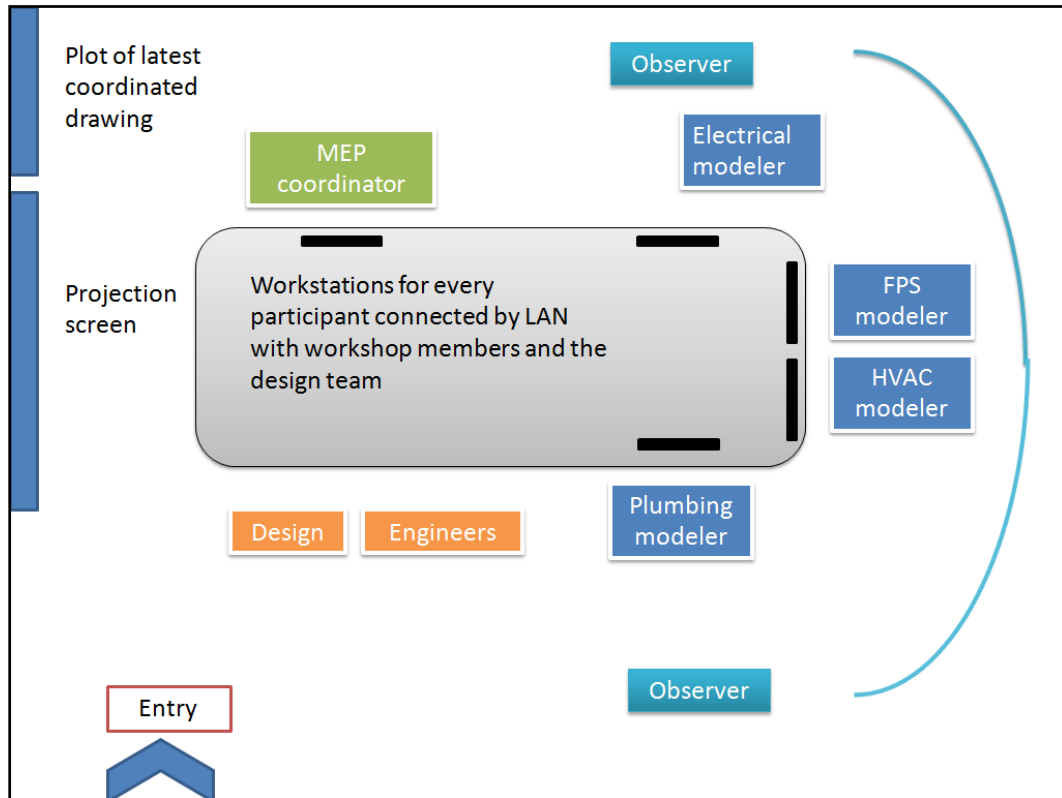 Plot of latest
coordinated
drawing
Observer
Electrical
modeler
MEP
coordinator
Projection
screen
Workstations for every
participant connected by LAN
with workshop members and the
design team
FPS
modeler
HVAC
modeler
Design
Engineers
Plumbing
modeler
Observer
Entry